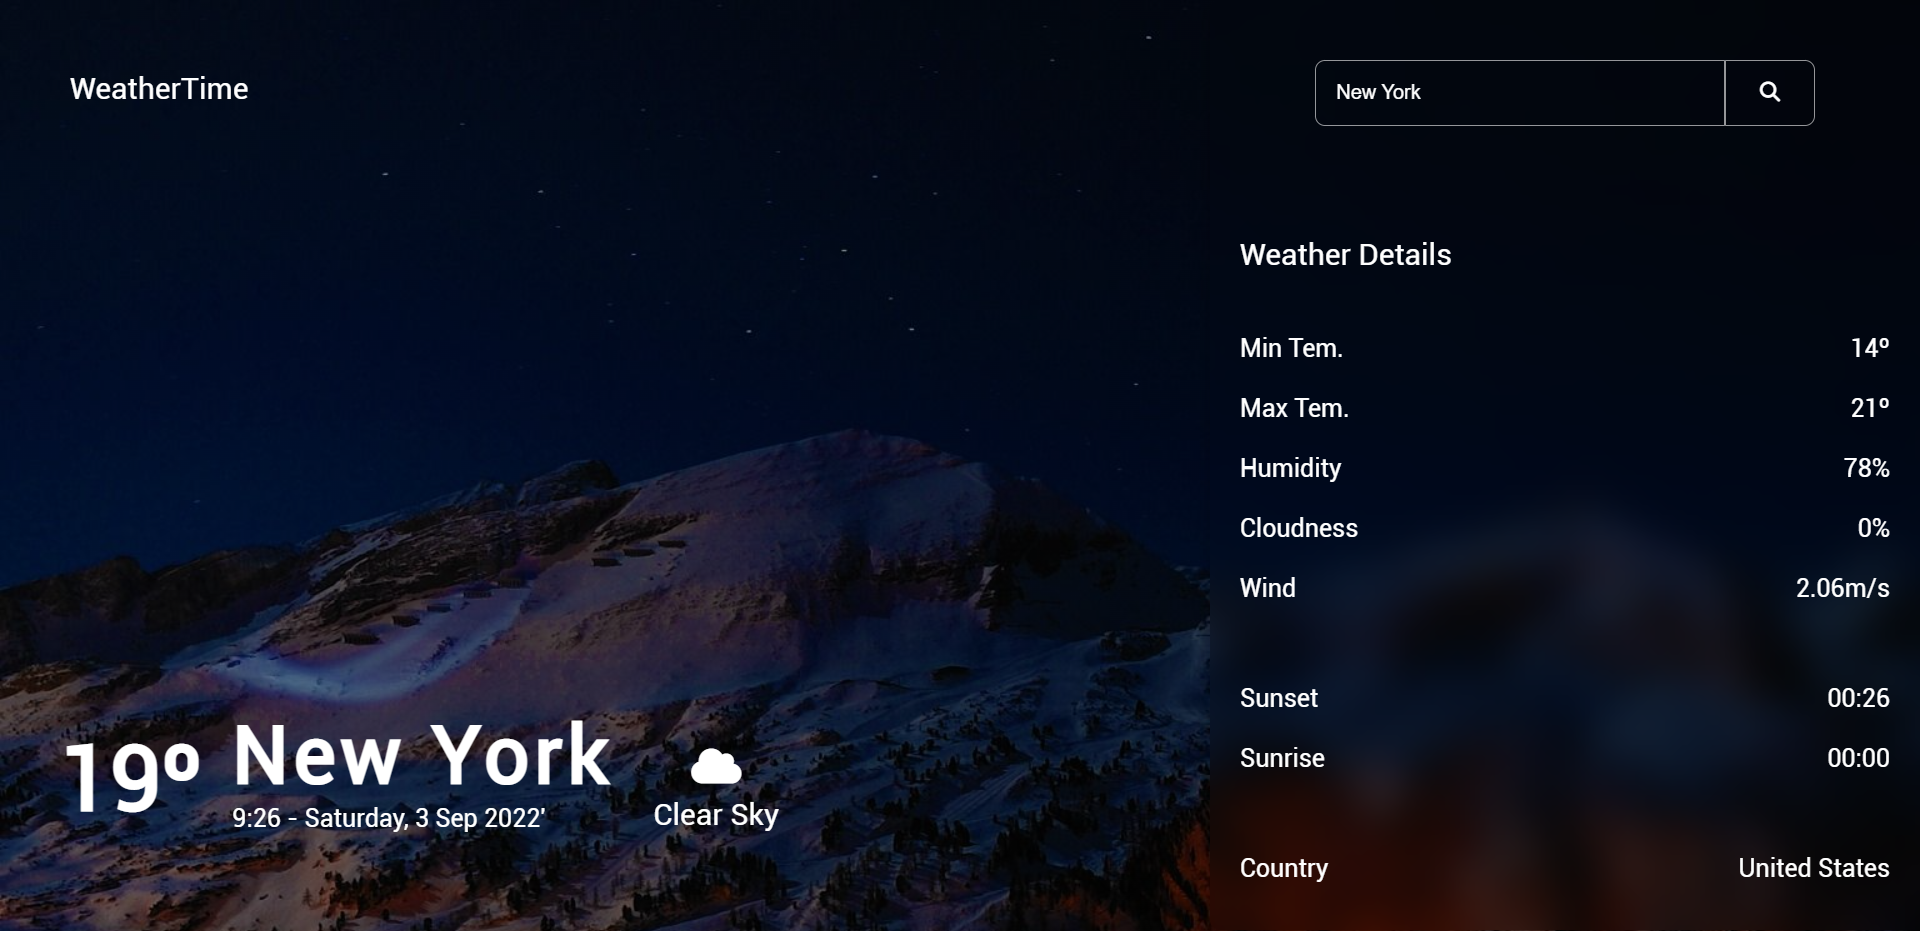 WeatherTime
New York
Weather Details
Min Tem. 14º
Max Tem. 21º
Humidity 78%
Cloudness 0%
Wind 2.06m/s
Sunset 00:26
Sunrise 00:00
Country United States
19º New York
9:26 - Saturday, 3 Sep 2022'
Clear Sky